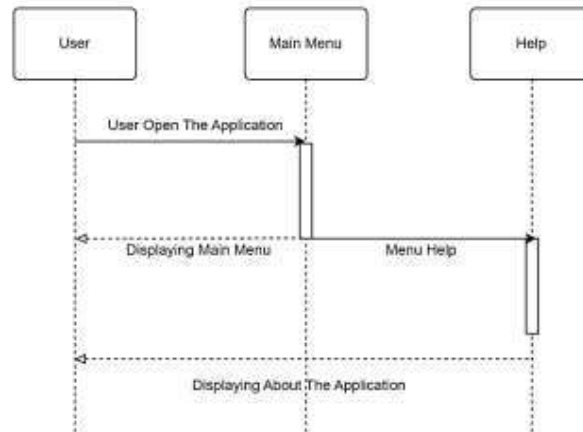 User
Main Menu
Help
User Open The Application
Displaying Main Menu
Menu Help
Displaying About The Application